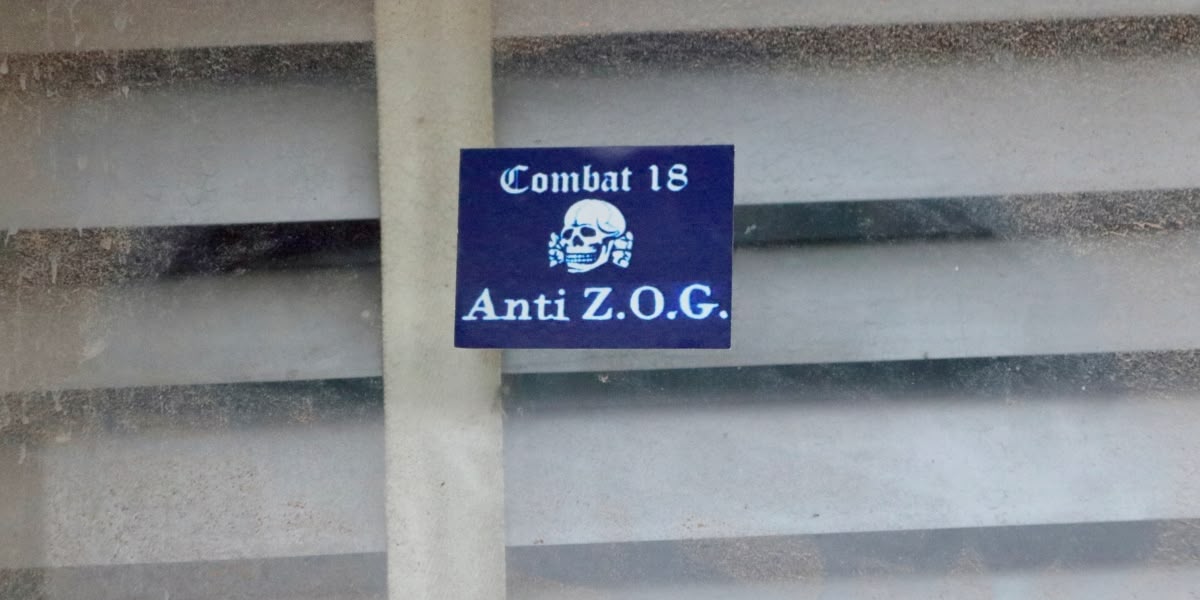 Combat 18
Anti Z.O.G.